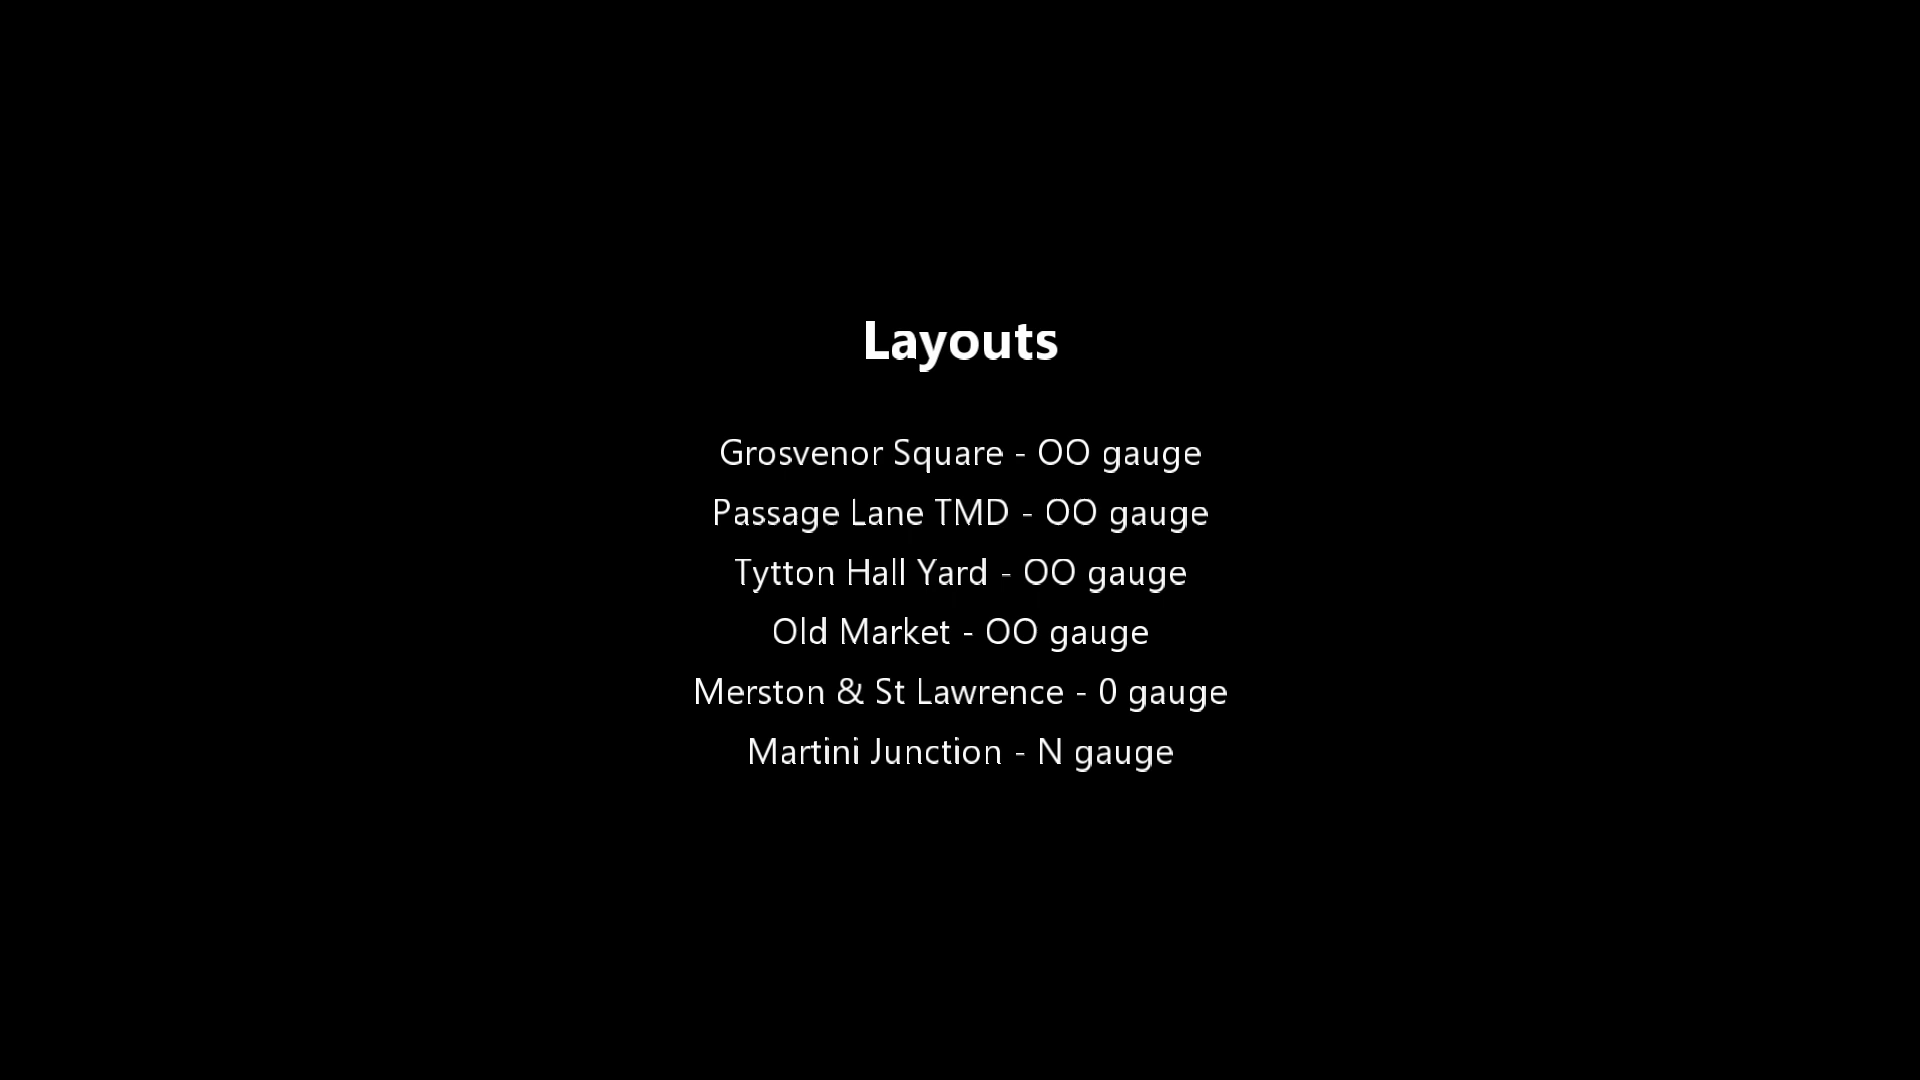 Layouts
Grosvenor Square - OO gauge
Passage Lane TMD - OO gauge
Tytton Hall Yard - OO gauge
Old Market - OO gauge
Merston & St Lawrence - 0 gauge
Martini Junction - N gauge